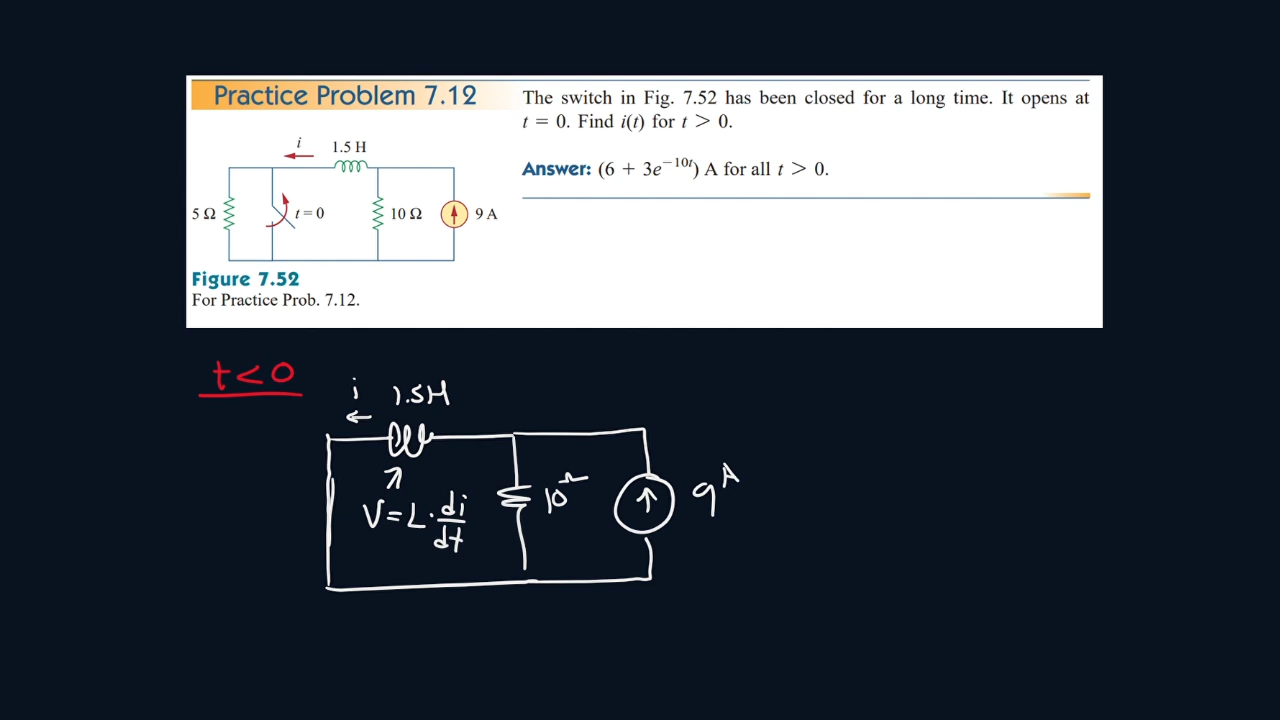 Practice Problem 7.12
The switch in Fig. 7.52 has been closed for a long time. It opens at
t = 0. Find i(t) for t > 0.
Answer: (6 + 3e^−10t) A for all t > 0.
i
1.5 H
5 Ω
t = 0
10 Ω
9 A
Figure 7.52
For Practice Prob. 7.12.
t<0
i 1.5H
10Ω
9A
V=L·di/dt